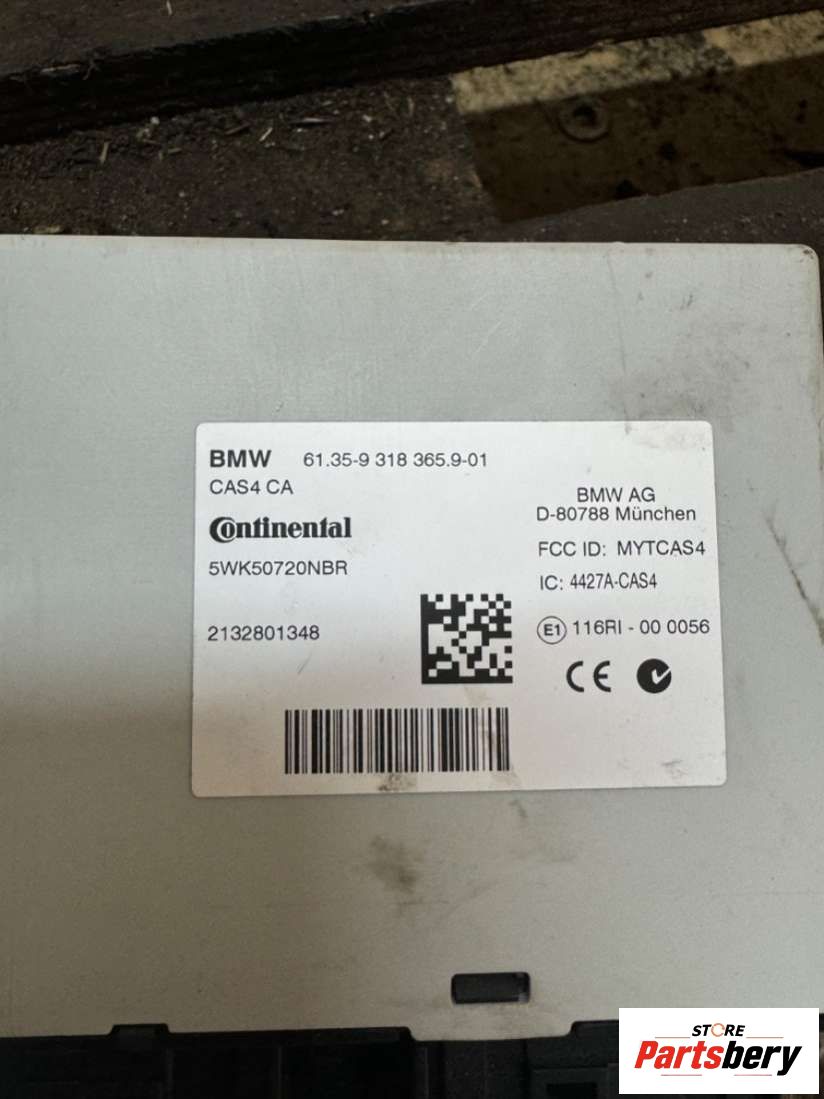 BMW 61.35-9 318 365.9-01
CAS4 CA
Continental
5WK50720NBR
2132801348
BMW AG
D-80788 München
FCC ID: MYTCAS4
IC: 4427A-CAS4
E1 116RI - 00 0056
CE
STORE
Partsbery